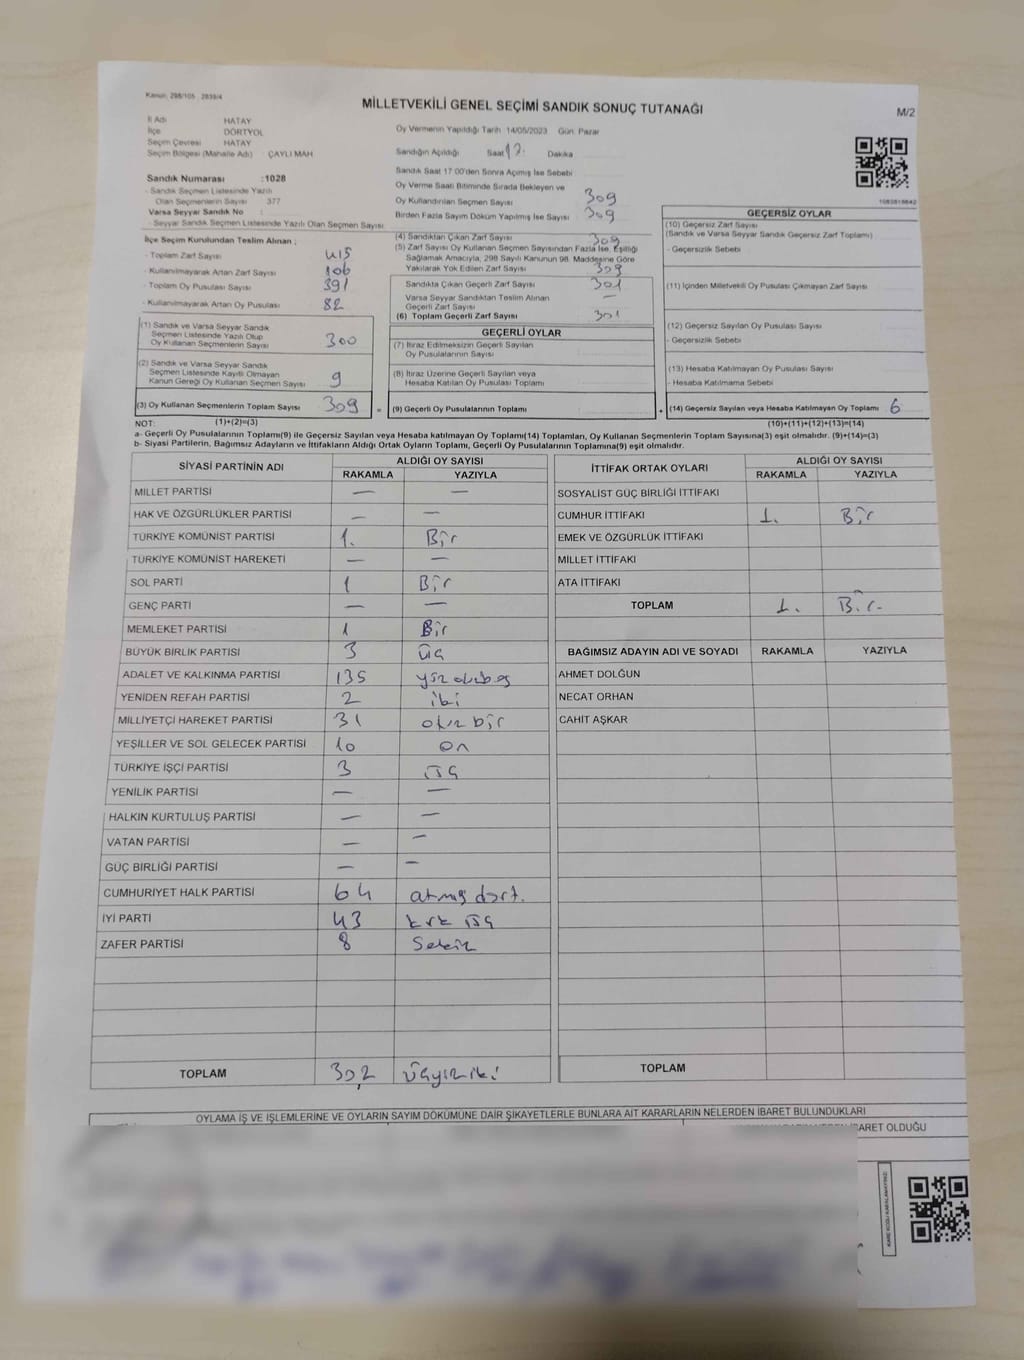 Kanun: 298/105 , 2839/4
MİLLETVEKİLİ GENEL SEÇİMİ SANDIK SONUÇ TUTANAĞI
M/2
İl Adı HATAY
İlçe DÖRTYOL
Seçim Çevresi HATAY
Seçim Bölgesi (Mahalle Adı) : ÇAYLI MAH
Sandık Numarası :1028
- Sandık Seçmen Listesinde Yazılı
Olan Seçmenlerin Sayısı 377
Varsa Seyyar Sandık No :
- Seyyar Sandık Seçmen Listesinde Yazılı Olan Seçmen Sayısı
Oy Vermenin Yapıldığı Tarih 14/05/2023 Gün: Pazar
Sandığın Açıldığı Saat Dakika
Sandık Saat 17:00'den Sonra Açımış İse Sebebi
Oy Verme Saati Bitiminde Sırada Bekleyen ve
Oy Kullandırılan Seçmen Sayısı 309
Birden Fazla Sayım Döküm Yapılmış İse Sayısı 309
1083818642
İlçe Seçim Kurulundan Teslim Alınan ;
- Toplam Zarf Sayısı 415
- Kullanılmayarak Artan Zarf Sayısı 106
- Toplam Oy Pusulası Sayısı 391
- Kullanılmayarak Artan Oy Pusulası 82
(1) Sandık ve Varsa Seyyar Sandık
Seçmen Listesinde Yazılı Olup
Oy Kullanan Seçmenlerin Sayısı 300
(2) Sandık ve Varsa Seyyar Sandık
Seçmen Listesinde Kayıtlı Olmayan
Kanun Gereği Oy Kullanan Seçmen Sayısı 9
(3) Oy Kullanan Seçmenlerin Toplam Sayısı 309
(4) Sandıktan Çıkan Zarf Sayısı 309
(5) Zarf Sayısı Oy Kullanan Seçmen Sayısından Fazla İse, Eşitliği
Sağlamak Amacıyla, 298 Sayılı Kanunun 98. Maddesine Göre
Yakılarak Yok Edilen Zarf Sayısı 309
Sandıkta Çıkan Geçerli Zarf Sayısı 301
Varsa Seyyar Sandıktan Teslim Alınan
Geçerli Zarf Sayısı —
(6) Toplam Geçerli Zarf Sayısı 301
GEÇERLİ OYLAR
(7) İtiraz Edilmeksizin Geçerli Sayılan
Oy Pusulalarının Sayısı
(8) İtiraz Üzerine Geçerli Sayılan veya
Hesaba Katılan Oy Pusulası Toplamı
= (9) Geçerli Oy Pusulalarının Toplamı +
GEÇERSİZ OYLAR
(10) Geçersiz Zarf Sayısı
(Sandık ve Varsa Seyyar Sandık Geçersiz Zarf Toplamı)
- Geçersizlik Sebebi
(11) İçinden Milletvekili Oy Pusulası Çıkmayan Zarf Sayısı
(12) Geçersiz Sayılan Oy Pusulası Sayısı
- Geçersizlik Sebebi
(13) Hesaba Katılmayan Oy Pusulası Sayısı
- Hesaba Katılmama Sebebi
(14) Geçersiz Sayılan veya Hesaba Katılmayan Oy Toplamı 6
NOT: (1)+(2)=(3) (10)+(11)+(12)+(13)=(14)
a- Geçerli Oy Pusulalarının Toplamı(9) ile Geçersiz Sayılan veya Hesaba katılmayan Oy Toplamı(14) Toplamları, Oy Kullanan Seçmenlerin Toplam Sayısına(3) eşit olmalıdır. (9)+(14)=(3)
b- Siyasi Partilerin, Bağımsız Adayların ve İttifakların Aldığı Ortak Oyların Toplamı, Geçerli Oy Pusulalarının Toplamına(9) eşit olmalıdır.
SİYASİ PARTİNİN ADI ALDIĞI OY SAYISI
RAKAMLA YAZIYLA
MİLLET PARTİSİ — —
HAK VE ÖZGÜRLÜKLER PARTİSİ — —
TÜRKİYE KOMÜNİST PARTİSİ 1. Bir
TÜRKİYE KOMÜNİST HAREKETİ — —
SOL PARTİ 1 Bir
GENÇ PARTİ — —
MEMLEKET PARTİSİ 1 Bir
BÜYÜK BİRLİK PARTİSİ 3 üç
ADALET VE KALKINMA PARTİSİ 135 yüz otuz beş
YENİDEN REFAH PARTİSİ 2 iki
MİLLİYETÇİ HAREKET PARTİSİ 31 otuz bir
YEŞİLLER VE SOL GELECEK PARTİSİ 10 on
TÜRKİYE İŞÇİ PARTİSİ 3 üç
YENİLİK PARTİSİ — —
HALKIN KURTULUŞ PARTİSİ — —
VATAN PARTİSİ — —
GÜÇ BİRLİĞİ PARTİSİ — —
CUMHURİYET HALK PARTİSİ 64 atmış dört.
İYİ PARTİ 43 kırk üç
ZAFER PARTİSİ 8 Sekiz
TOPLAM 302 üçyüz iki
İTTİFAK ORTAK OYLARI ALDIĞI OY SAYISI
RAKAMLA YAZIYLA
SOSYALİST GÜÇ BİRLİĞİ İTTİFAKI
CUMHUR İTTİFAKI 1. Bir
EMEK VE ÖZGÜRLÜK İTTİFAKI
MİLLET İTTİFAKI
ATA İTTİFAKI
TOPLAM 1. Bir.
BAĞIMSIZ ADAYIN ADI VE SOYADI RAKAMLA YAZIYLA
AHMET DOLĞUN
NECAT ORHAN
CAHİT AŞKAR
TOPLAM
OYLAMA İŞ VE İŞLEMLERİNE VE OYLARIN SAYIM DÖKÜMÜNE DAİR ŞİKAYETLERLE BUNLARA AİT KARARLARIN NELERDEN İBARET BULUNDUKLARI
İBARET OLDUĞU
KARE KODU KARALAMAYINIZ!